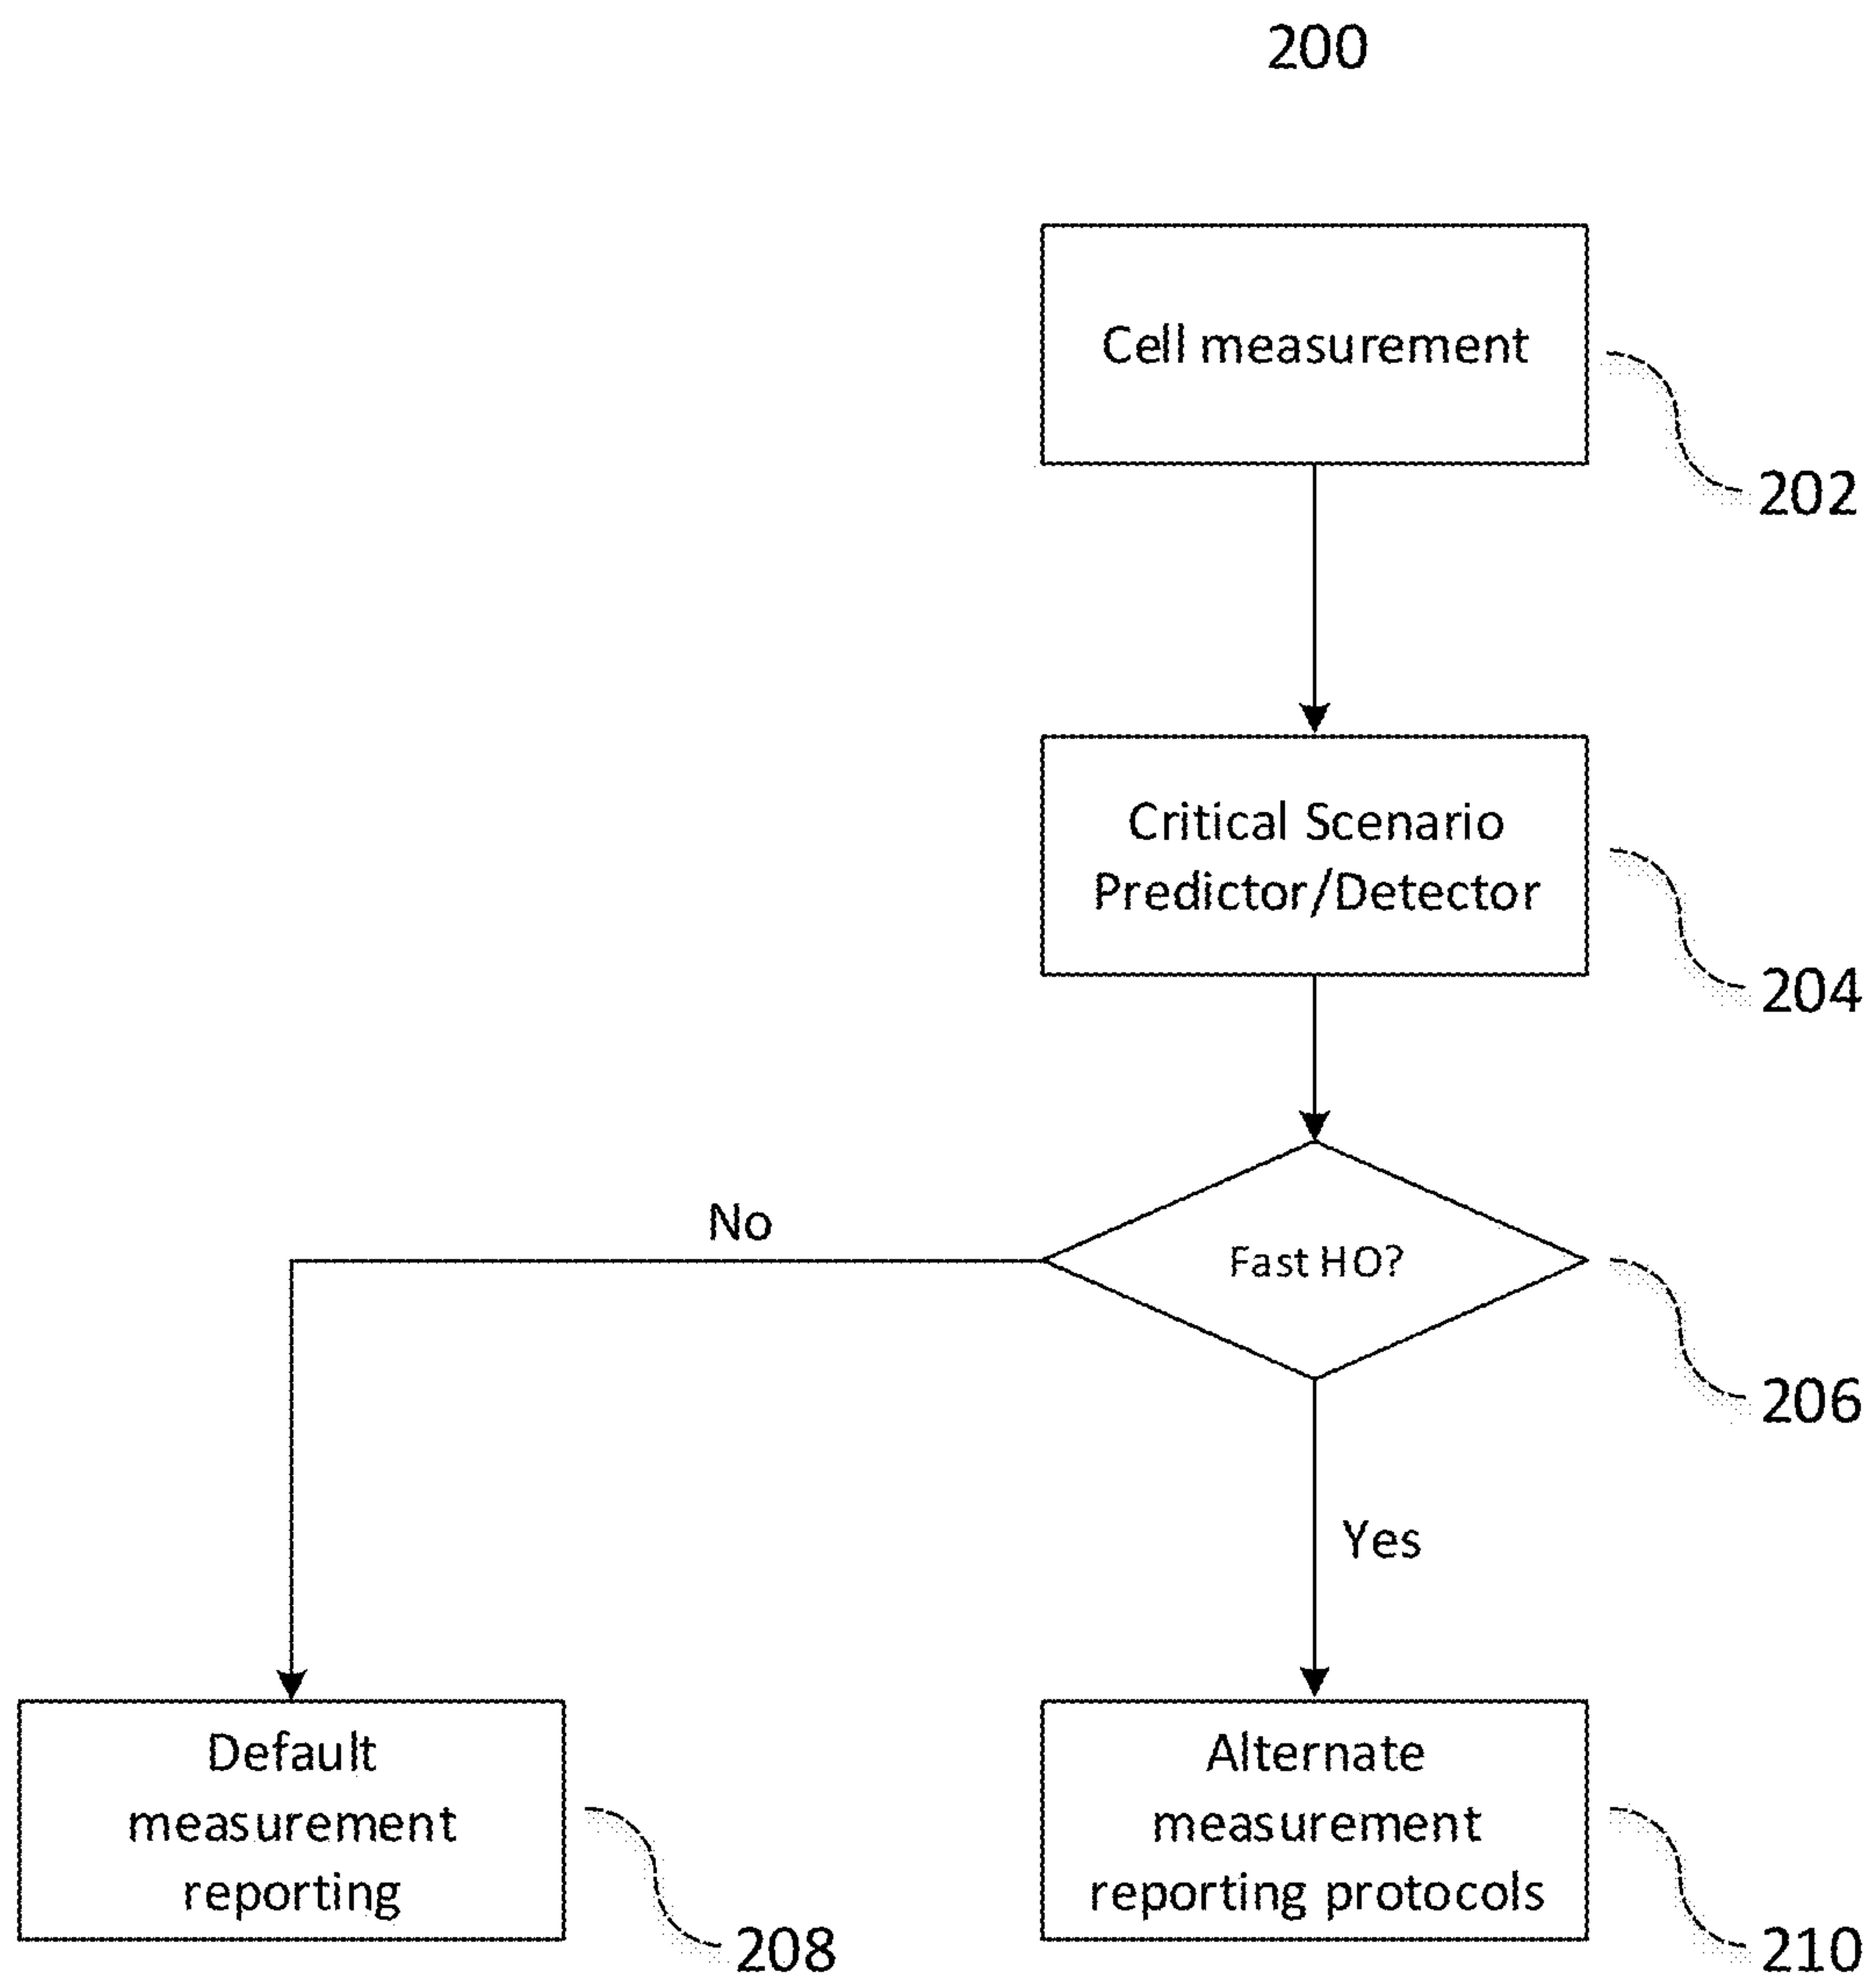 200
Cell measurement
202
Critical Scenario
Predictor/Detector
204
No
Fast HO?
206
Yes
Default
measurement
reporting
208
Alternate
measurement
reporting protocols
210